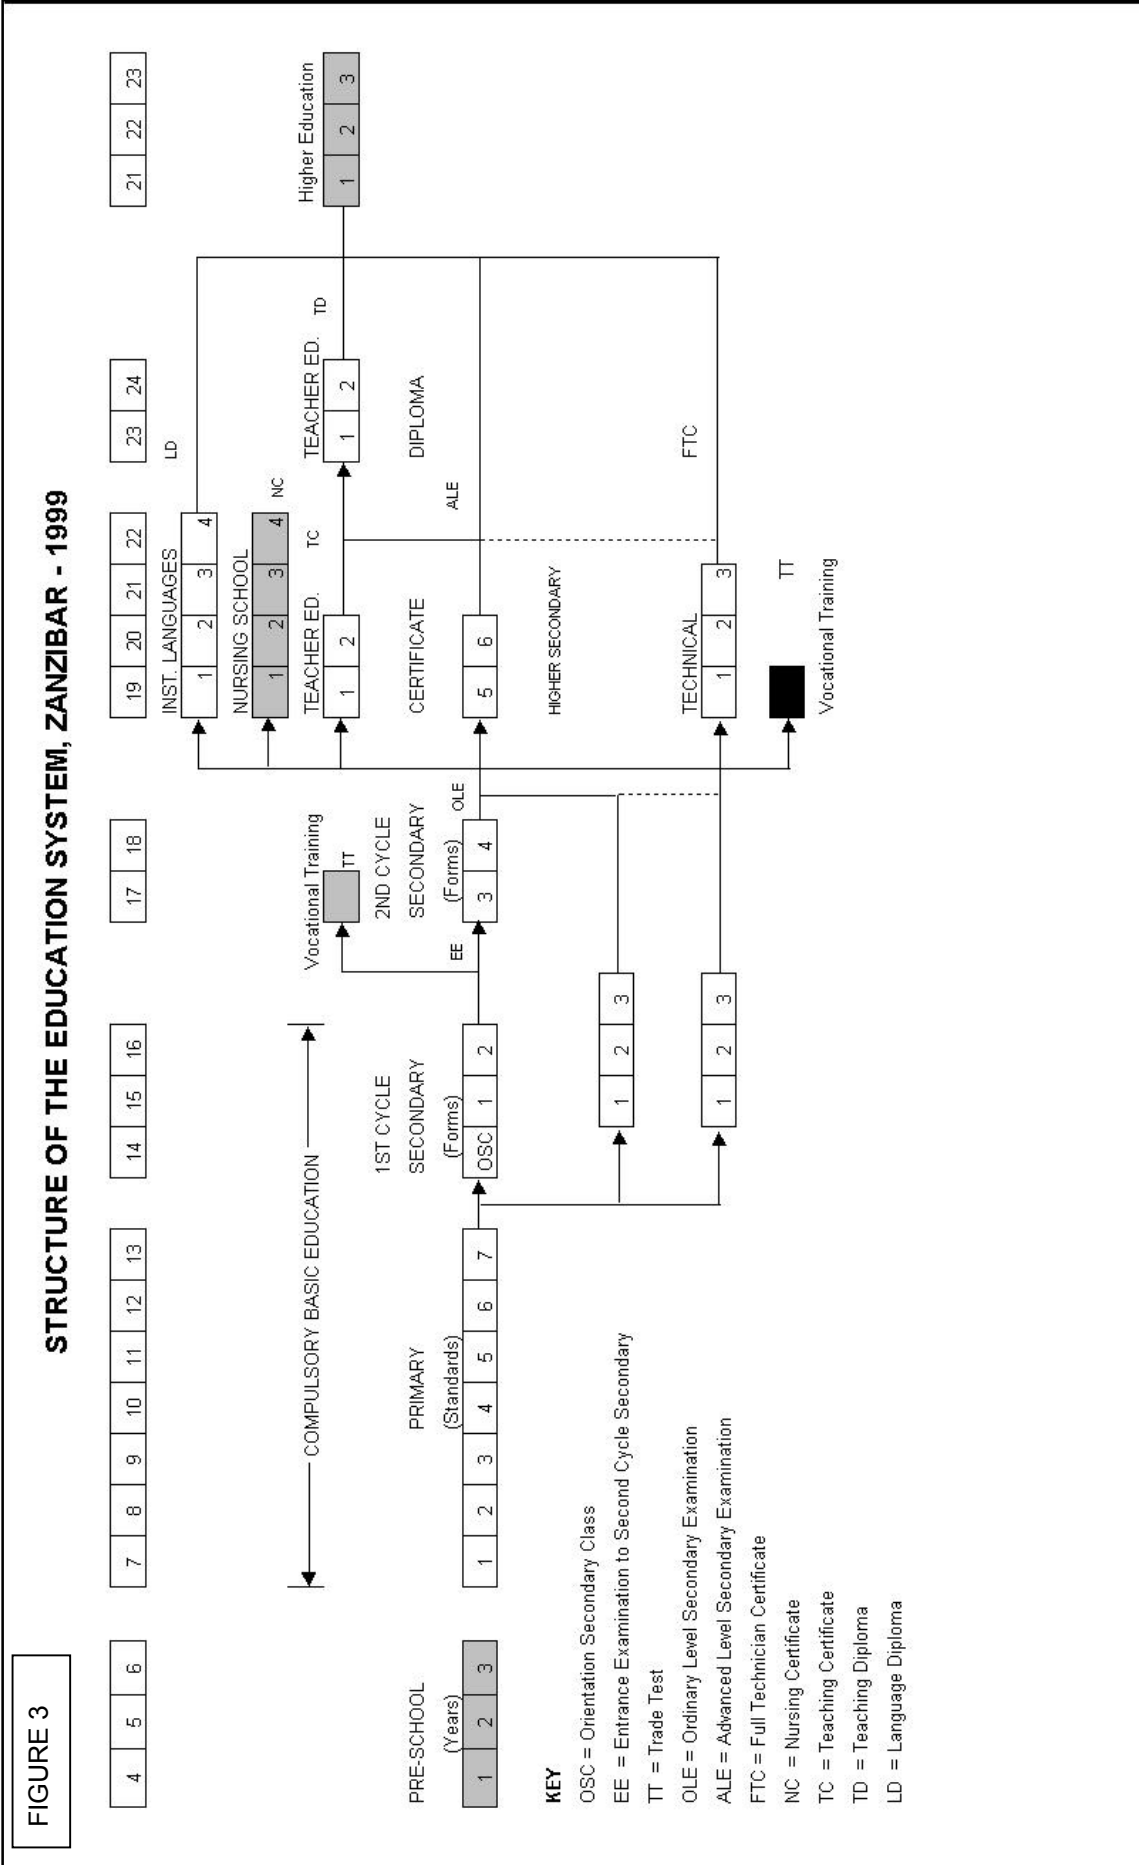 FIGURE 3
STRUCTURE OF THE EDUCATION SYSTEM, ZANZIBAR - 1999
4 5 6 7 8 9 10 11 12 13 14 15 16 17 18 19 20 21 22 23 24 21 22 23
INST. LANGUAGES
1 2 3 4
LD
NURSING SCHOOL
1 2 3 4
NC
COMPULSORY BASIC EDUCATION
Vocational Training
TT
TEACHER ED.
1 2
TC
TEACHER ED.
1 2
TD
Higher Education
1 2 3
PRE-SCHOOL
(Years)
1 2 3
PRIMARY
(Standards)
1 2 3 4 5 6 7
1ST CYCLE
SECONDARY
(Forms)
OSC 1 2
EE
2ND CYCLE
SECONDARY
(Forms)
3 4
OLE
CERTIFICATE
5 6
ALE
DIPLOMA
HIGHER SECONDARY
1 2 3
1 2 3
TECHNICAL
1 2 3
FTC
TT
Vocational Training
KEY
OSC = Orientation Secondary Class
EE = Entrance Examination to Second Cycle Secondary
TT = Trade Test
OLE = Ordinary Level Secondary Examination
ALE = Advanced Level Secondary Examination
FTC = Full Technician Certificate
NC = Nursing Certificate
TC = Teaching Certificate
TD = Teaching Diploma
LD = Language Diploma